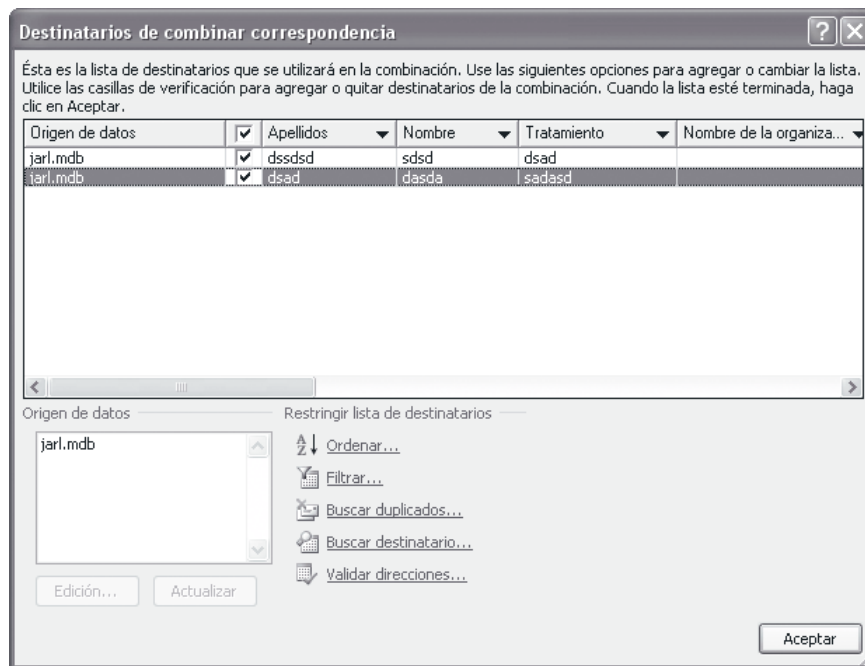 Destinatarios de combinar correspondencia
Ésta es la lista de destinatarios que se utilizará en la combinación. Use las siguientes opciones para agregar o cambiar la lista.
Utilice las casillas de verificación para agregar o quitar destinatarios de la combinación. Cuando la lista esté terminada, haga
clic en Aceptar.
Origen de datos Apellidos Nombre Tratamiento Nombre de la organiza...
jarl.mdb dssdsd sdsd dsad
jarl.mdb dsad dasda sadasd
Origen de datos
jarl.mdb
Edición... Actualizar
Restringir lista de destinatarios
Ordenar...
Filtrar...
Buscar duplicados...
Buscar destinatario...
Validar direcciones...
Aceptar